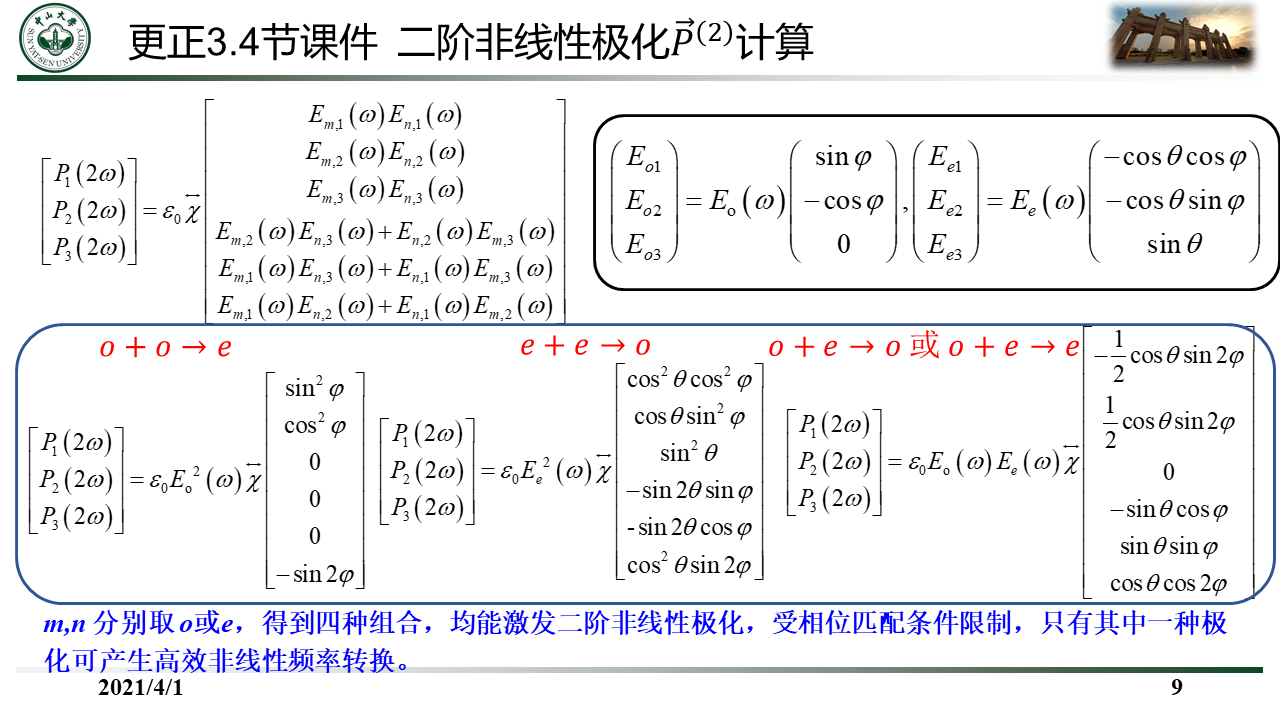 中山大学
SUN YAT-SEN UNIVERSITY
更正3.4节课件 二阶非线性极化$\vec{P}^{(2)}$计算
$\begin{bmatrix} P_1(2\omega) \\ P_2(2\omega) \\ P_3(2\omega) \end{bmatrix} = \varepsilon_0 \overleftrightarrow{\chi} \begin{bmatrix} E_{m,1}(\omega)E_{n,1}(\omega) \\ E_{m,2}(\omega)E_{n,2}(\omega) \\ E_{m,3}(\omega)E_{n,3}(\omega) \\ E_{m,2}(\omega)E_{n,3}(\omega)+E_{n,2}(\omega)E_{m,3}(\omega) \\ E_{m,1}(\omega)E_{n,3}(\omega)+E_{n,1}(\omega)E_{m,3}(\omega) \\ E_{m,1}(\omega)E_{n,2}(\omega)+E_{n,1}(\omega)E_{m,2}(\omega) \end{bmatrix}$
$\begin{pmatrix} E_{o1} \\ E_{o2} \\ E_{o3} \end{pmatrix} = E_{\mathrm{o}}(\omega) \begin{pmatrix} \sin\varphi \\ -\cos\varphi \\ 0 \end{pmatrix}, \begin{pmatrix} E_{e1} \\ E_{e2} \\ E_{e3} \end{pmatrix} = E_e(\omega) \begin{pmatrix} -\cos\theta\cos\varphi \\ -\cos\theta\sin\varphi \\ \sin\theta \end{pmatrix}$
o + o → e
$\begin{bmatrix} P_1(2\omega) \\ P_2(2\omega) \\ P_3(2\omega) \end{bmatrix} = \varepsilon_0 E_{\mathrm{o}}^2(\omega) \overleftrightarrow{\chi} \begin{bmatrix} \sin^2\varphi \\ \cos^2\varphi \\ 0 \\ 0 \\ 0 \\ -\sin 2\varphi \end{bmatrix}$
e + e → o
$\begin{bmatrix} P_1(2\omega) \\ P_2(2\omega) \\ P_3(2\omega) \end{bmatrix} = \varepsilon_0 E_e^2(\omega) \overleftrightarrow{\chi} \begin{bmatrix} \cos^2\theta\cos^2\varphi \\ \cos\theta\sin^2\varphi \\ \sin^2\theta \\ -\sin 2\theta\sin\varphi \\ \text{-}\sin 2\theta\cos\varphi \\ \cos^2\theta\sin 2\varphi \end{bmatrix}$
o + e → o 或 o + e → e
$\begin{bmatrix} P_1(2\omega) \\ P_2(2\omega) \\ P_3(2\omega) \end{bmatrix} = \varepsilon_0 E_{\mathrm{o}}(\omega) E_e(\omega) \overleftrightarrow{\chi} \begin{bmatrix} -\frac{1}{2}\cos\theta\sin 2\varphi \\ \frac{1}{2}\cos\theta\sin 2\varphi \\ 0 \\ -\sin\theta\cos\varphi \\ \sin\theta\sin\varphi \\ \cos\theta\cos 2\varphi \end{bmatrix}$
m,n 分别取o或e，得到四种组合，均能激发二阶非线性极化，受相位匹配条件限制，只有其中一种极
化可产生高效非线性频率转换。
2021/4/1
9